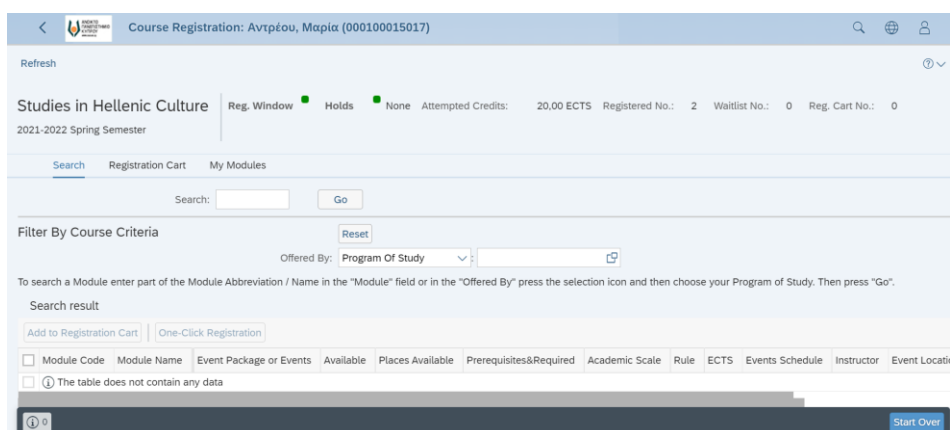 ΑΝΟΙΚΤΟ
ΠΑΝΕΠΙΣΤΗΜΙΟ
ΚΥΠΡΟΥ
Course Registration: Αντρέου, Μαρία (000100015017)
Refresh
Studies in Hellenic Culture
2021-2022 Spring Semester
Reg. Window Holds None Attempted Credits: 20,00 ECTS Registered No.: 2 Waitlist No.: 0 Reg. Cart No.: 0
Search Registration Cart My Modules
Search: Go
Filter By Course Criteria Reset
Offered By: Program Of Study :
To search a Module enter part of the Module Abbreviation / Name in the "Module" field or in the "Offered By" press the selection icon and then choose your Program of Study. Then press "Go".
Search result
Add to Registration Cart One-Click Registration
Module Code Module Name Event Package or Events Available Places Available Prerequisites&Required Academic Scale Rule ECTS Events Schedule Instructor Event Locati
The table does not contain any data
0 Start Over